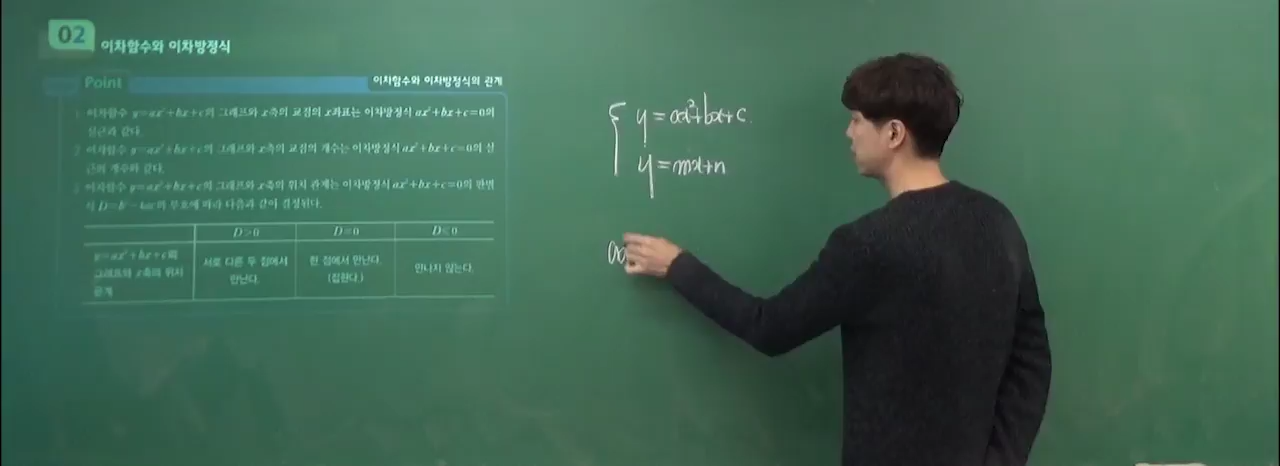 02
이차함수와 이차방정식
Point
이차함수와 이차방정식의 관계
1 이차함수 y=ax²+bx+c의 그래프와 x축의 교점의 x좌표는 이차방정식 ax²+bx+c=0의
실근과 같다.
2 이차함수 y=ax²+bx+c의 그래프와 x축의 교점의 개수는 이차방정식 ax²+bx+c=0의 실
근의 개수와 같다.
3 이차함수 y=ax²+bx+c의 그래프와 x축의 위치 관계는 이차방정식 ax²+bx+c=0의 판별
식 D=b²-4ac의 부호에 따라 다음과 같이 결정된다.
D>0 D=0 D<0
y=ax²+bx+c의
그래프와 x축의 위치
관계
서로 다른 두 점에서
만난다.
한 점에서 만난다.
(접한다.)
만나지 않는다.
y=ax²+bx+c.
y=mx+n